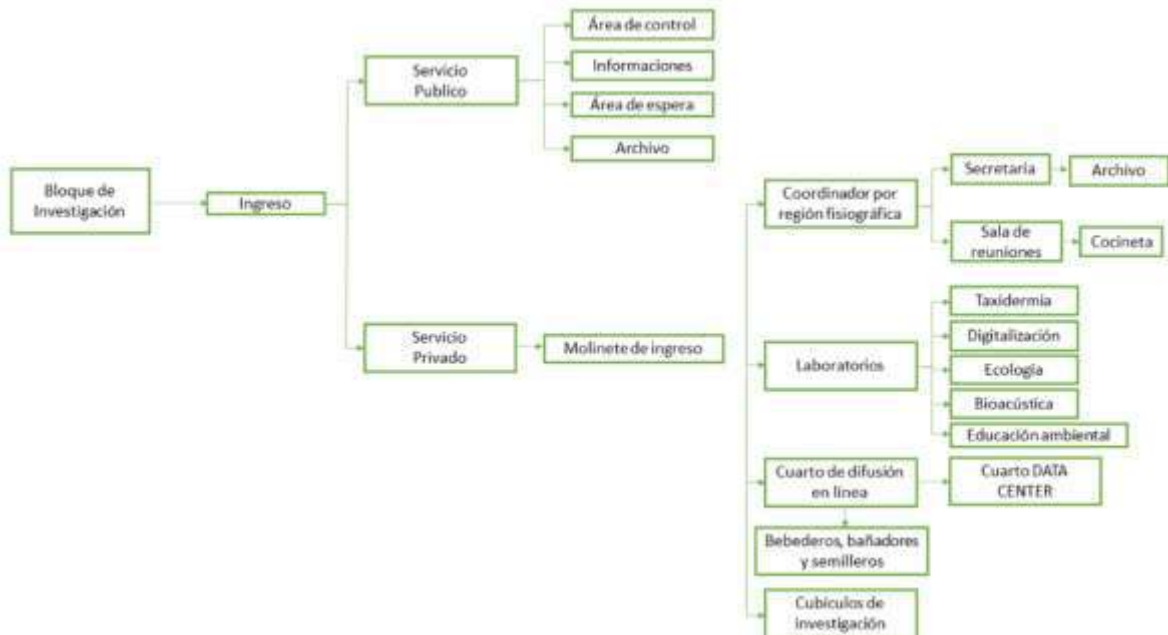 Área de control
Servicio
Publico
Informaciones
Área de espera
Archivo
Bloque de
Investigación
Ingreso
Coordinador por
región fisiográfica
Secretaria
Archivo
Sala de
reuniones
Cocineta
Servicio
Privado
Molinete de ingreso
Laboratorios
Taxidermia
Digitalización
Ecología
Bioacústica
Educación ambiental
Cuarto de difusión
en línea
Cuarto DATA
CENTER
Bebederos, bañadores
y semilleros
Cubículos de
investigación